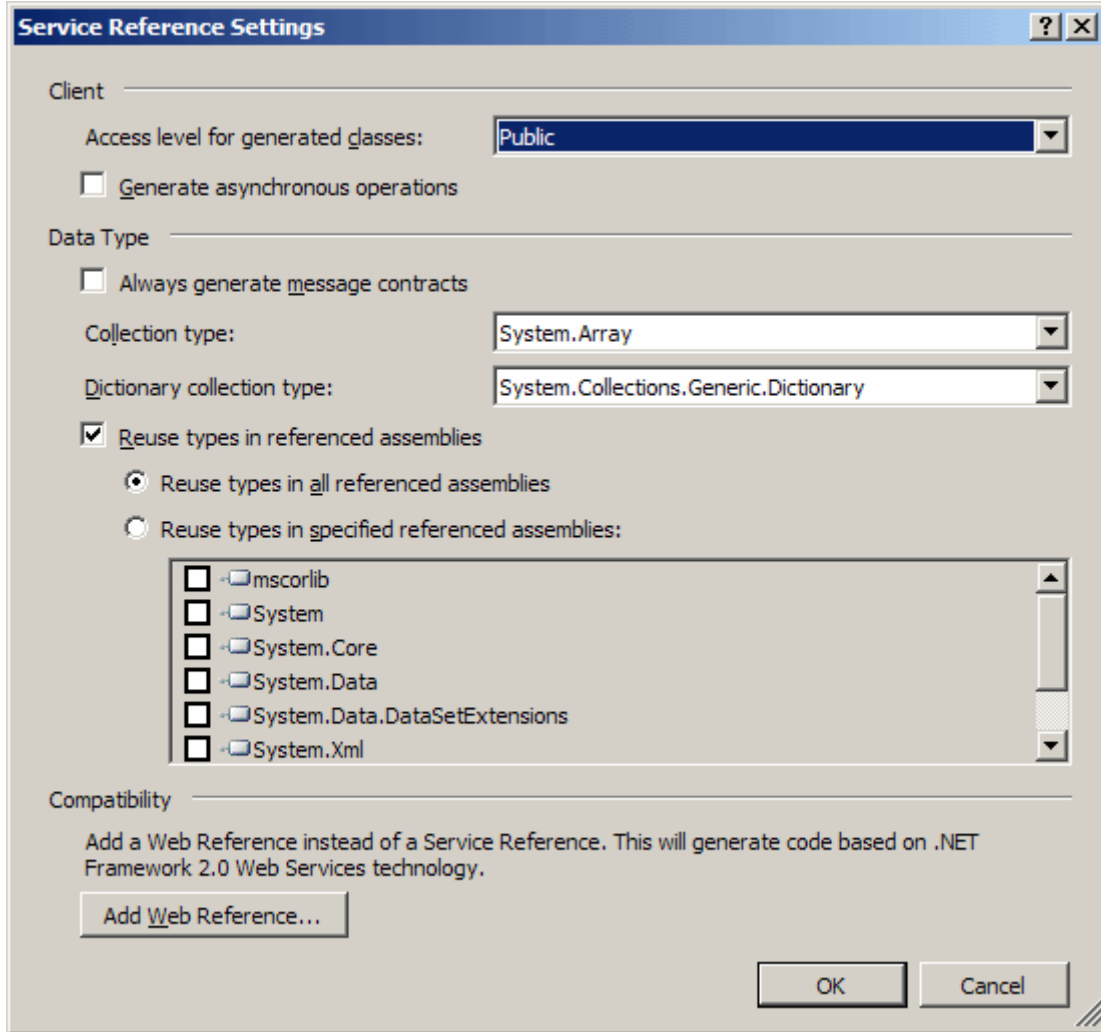 Service Reference Settings
Client
Access level for generated classes: Public
Generate asynchronous operations
Data Type
Always generate message contracts
Collection type: System.Array
Dictionary collection type: System.Collections.Generic.Dictionary
Reuse types in referenced assemblies
Reuse types in all referenced assemblies
Reuse types in specified referenced assemblies:
mscorlib
System
System.Core
System.Data
System.Data.DataSetExtensions
System.Xml
Compatibility
Add a Web Reference instead of a Service Reference. This will generate code based on .NET
Framework 2.0 Web Services technology.
Add Web Reference...
OK Cancel